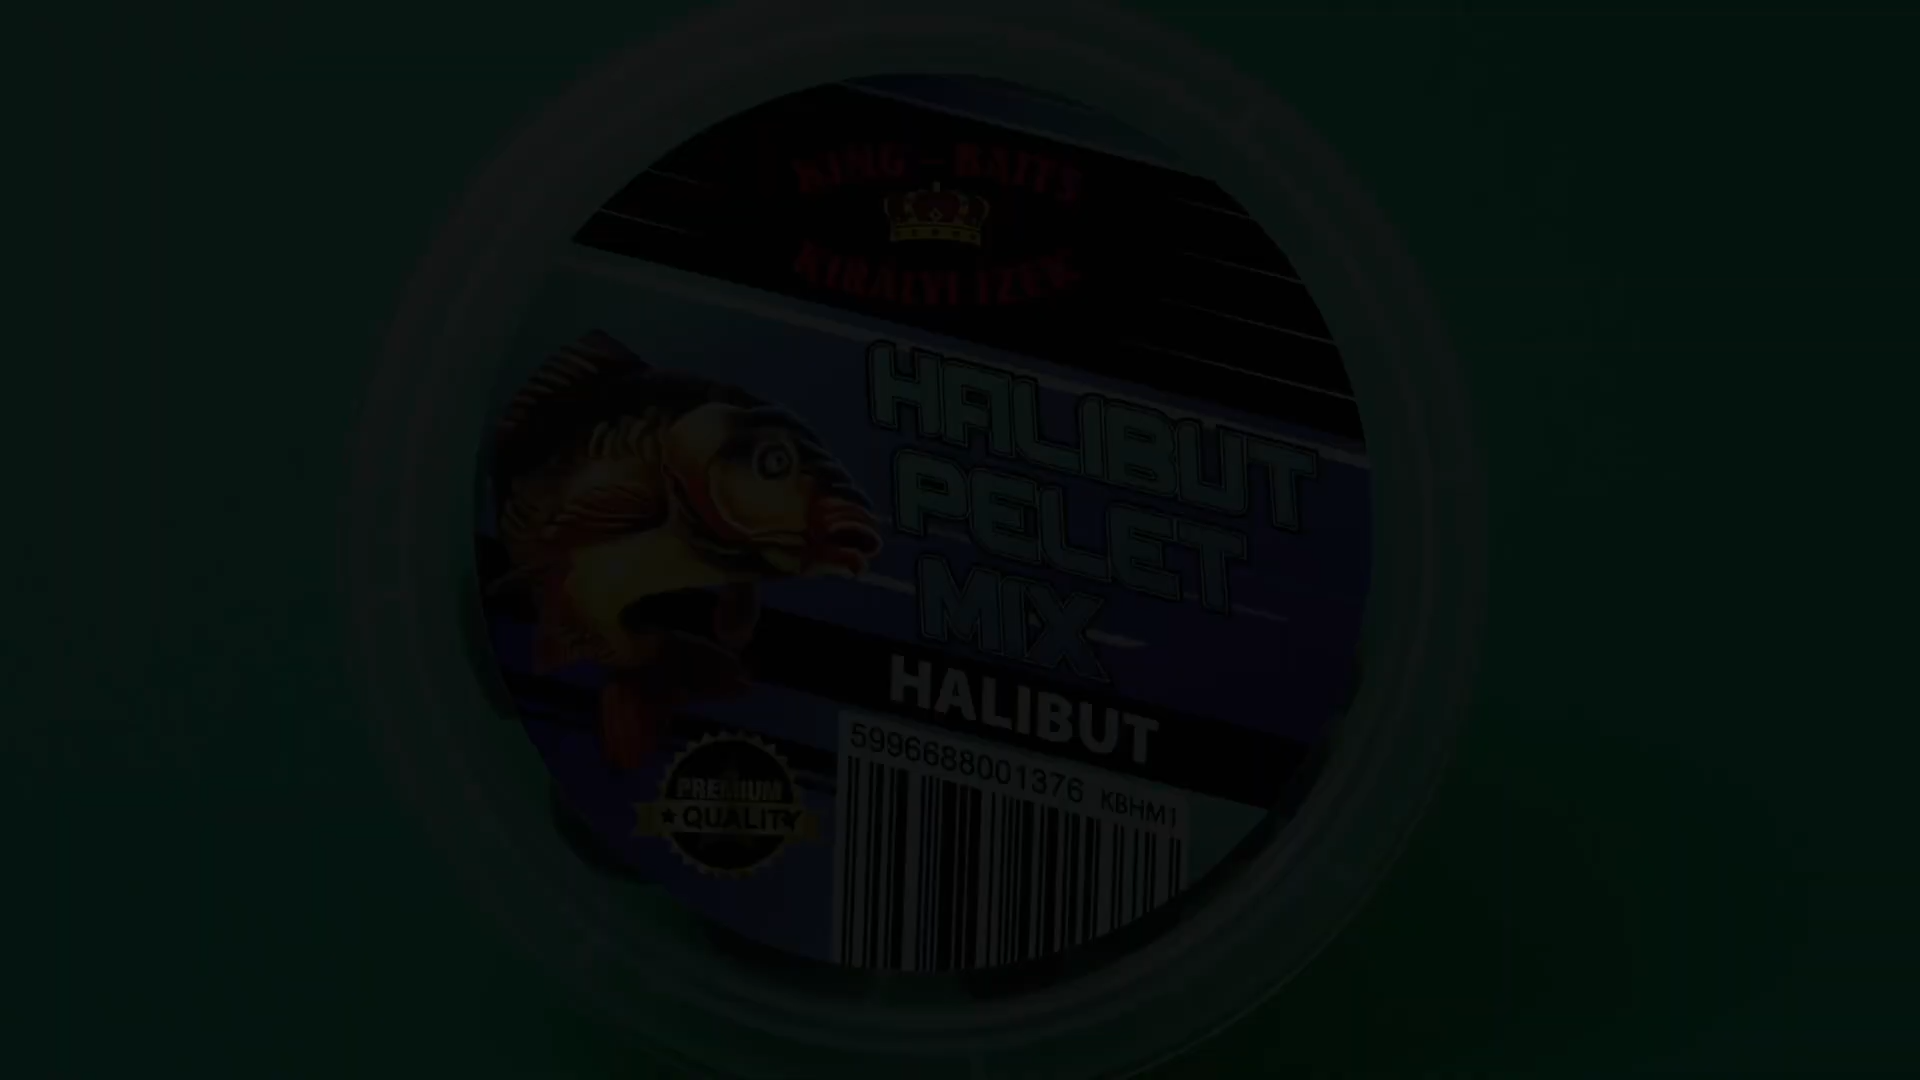 KING - BAITS
KIRÁLYI ÍZEK
HALIBUT
PELET
MIX
HALIBUT
5996688001376 KBHM1
PREMIUM
QUALITY